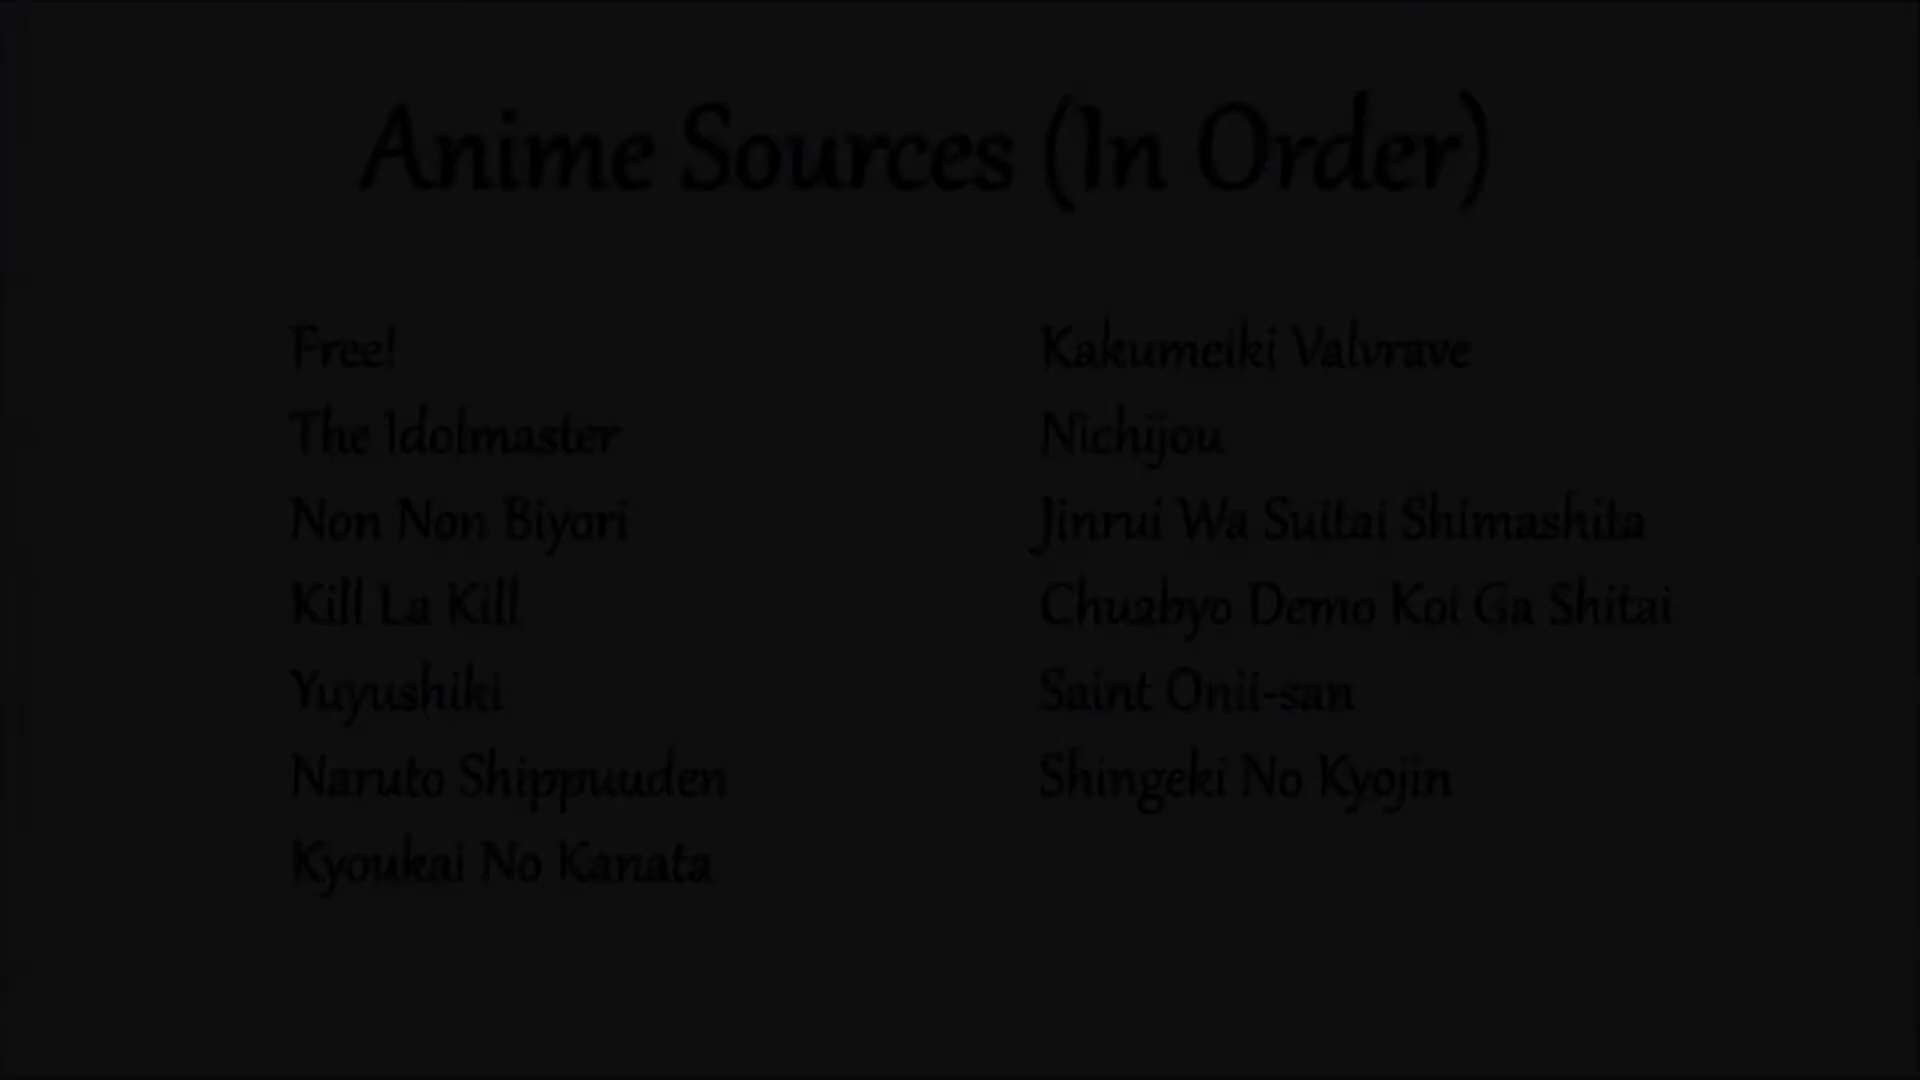 Anime Sources (In Order)
Free!
The Idolmaster
Non Non Biyori
Kill La Kill
Yuyushiki
Naruto Shippuuden
Kyoukai No Kanata
Kakumeiki Valvrave
Nichijou
Jinrui Wa Suitai Shimashita
Chu2byo Demo Koi Ga Shitai
Saint Onii-san
Shingeki No Kyojin